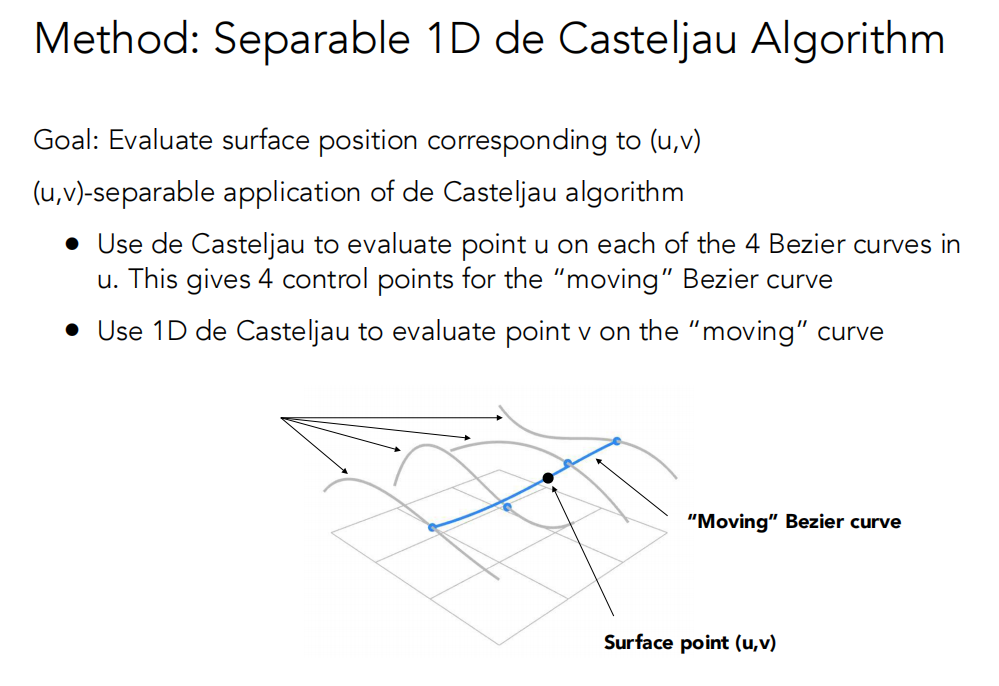 Method: Separable 1D de Casteljau Algorithm
Goal: Evaluate surface position corresponding to (u,v)
(u,v)-separable application of de Casteljau algorithm
● Use de Casteljau to evaluate point u on each of the 4 Bezier curves in
u. This gives 4 control points for the “moving” Bezier curve
● Use 1D de Casteljau to evaluate point v on the “moving” curve
”Moving” Bezier curve
Surface point (u,v)